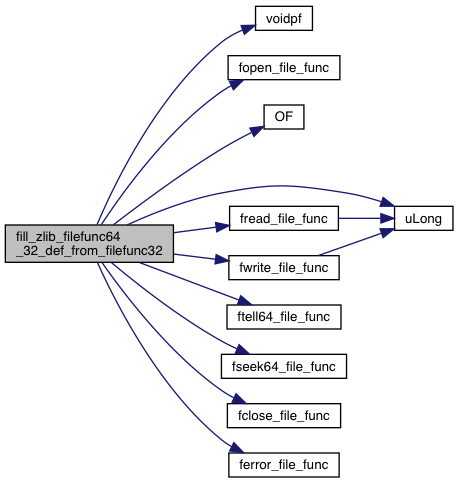 voidpf
fopen_file_func
OF
fread_file_func
uLong
fill_zlib_filefunc64
_32_def_from_filefunc32
fwrite_file_func
ftell64_file_func
fseek64_file_func
fclose_file_func
ferror_file_func